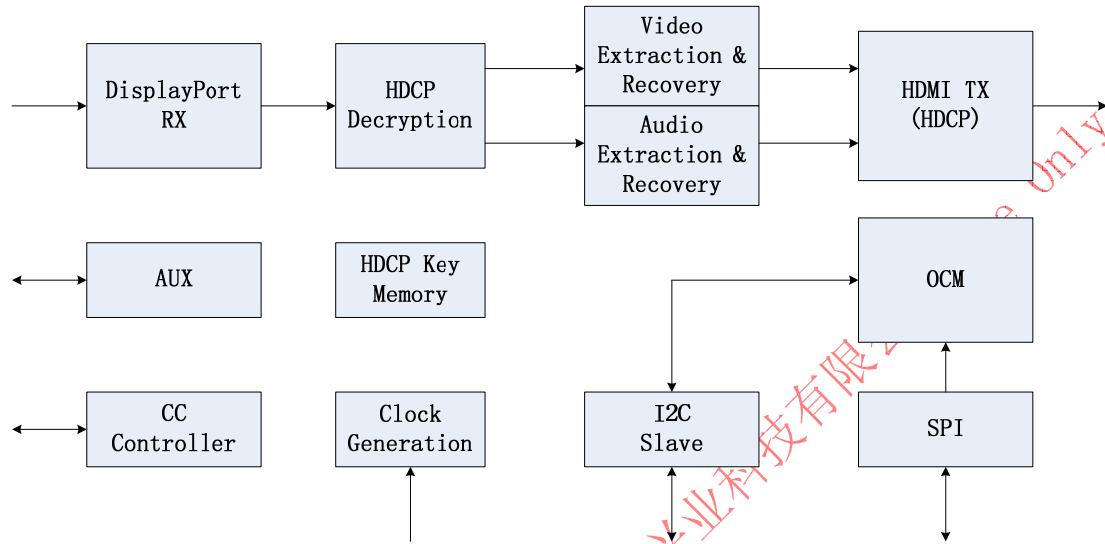 DisplayPort
RX
HDCP
Decryption
Video
Extraction &
Recovery
Audio
Extraction &
Recovery
HDMI TX
(HDCP)
AUX
HDCP Key
Memory
OCM
CC
Controller
Clock
Generation
I2C
Slave
SPI
业科技有限 Only